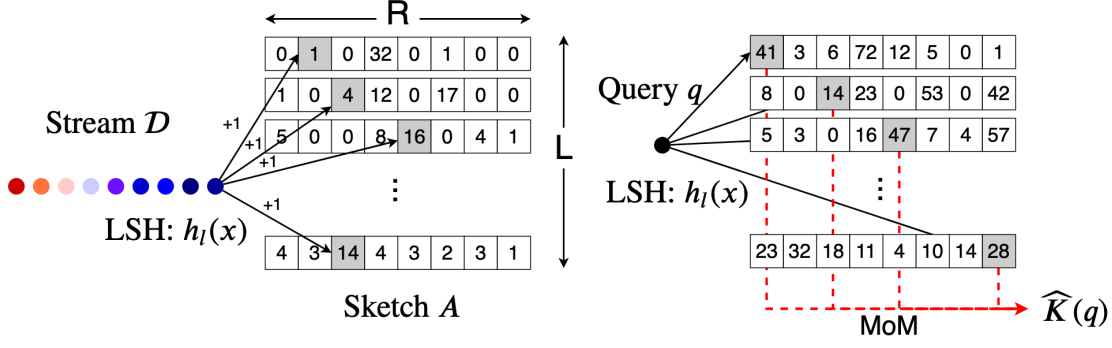 R
0 1 0 32 0 1 0 0
1 0 4 12 0 17 0 0
5 0 0 8 16 0 4 1
⋮
4 3 14 4 3 2 3 1
L
Stream 𝒟
+1
+1
+1
+1
LSH: hₗ(x)
Sketch A
41 3 6 72 12 5 0 1
8 0 14 23 0 53 0 42
5 3 0 16 47 7 4 57
⋮
23 32 18 11 4 10 14 28
Query q
LSH: hₗ(x)
MoM
K̂(q)